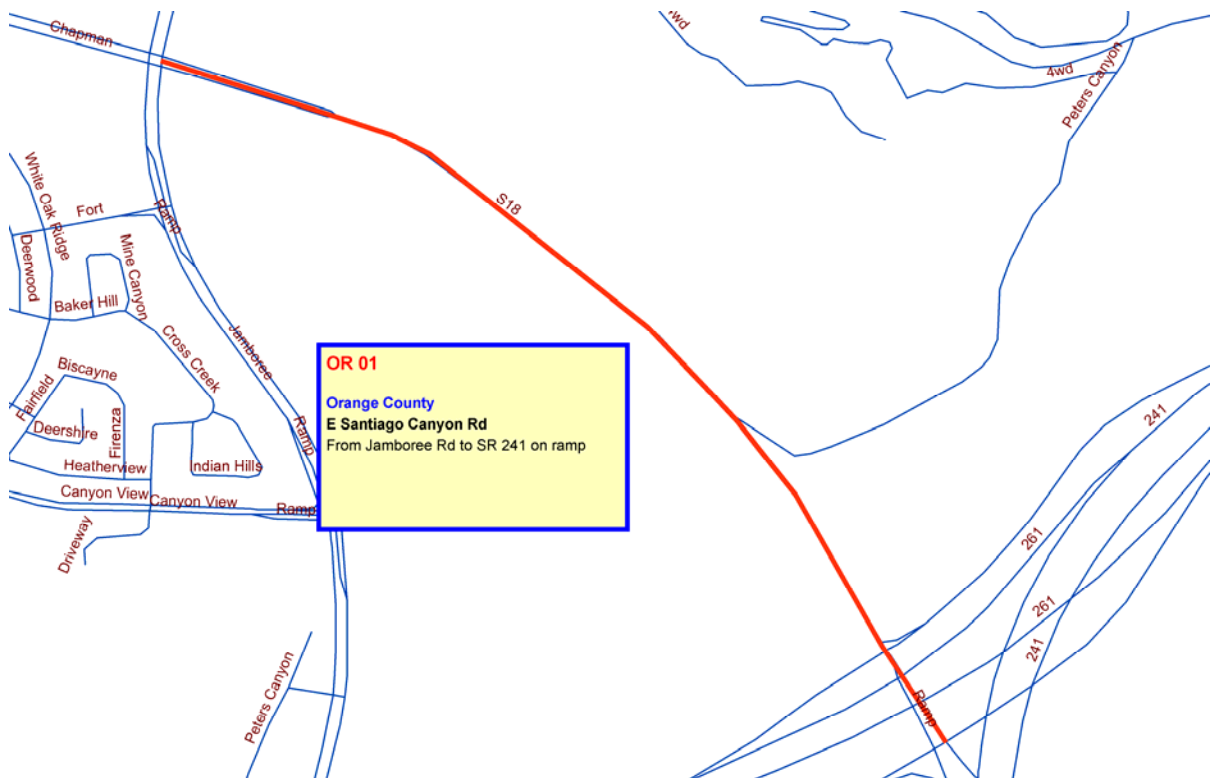 Chapman
4wd
4wd
Peters Canyon
White Oak Ridge
Fort
Ramp
S18
Deerwood
Mine Canyon
Baker Hill
Jamboree
Cross Creek
Biscayne
Fairfield
Deershire
Firenza
Ramp
Heatherview
Indian Hills
Canyon View
Canyon View
Ramp
Driveway
OR 01
Orange County
E Santiago Canyon Rd
From Jamboree Rd to SR 241 on ramp
241
261
261
241
Peters Canyon
Ramp